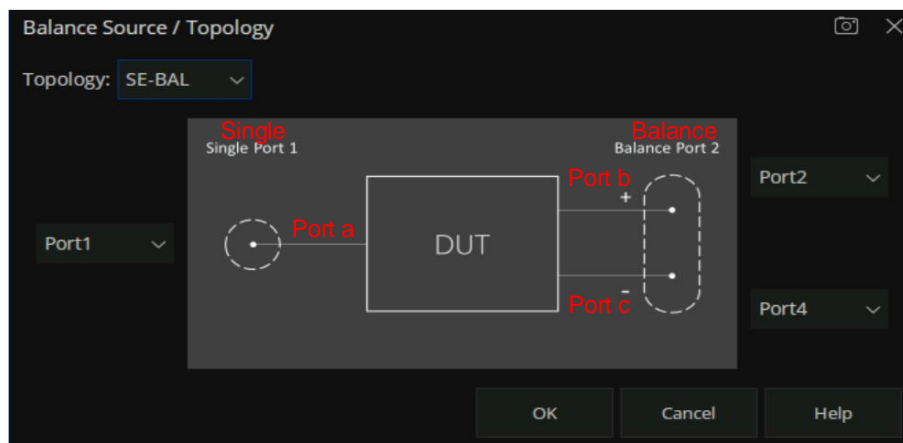 Balance Source / Topology
Topology: SE-BAL
Single Balance
Single Port 1 Balance Port 2
Port b Port2
+
Port1 Port a DUT
-
Port c Port4
OK Cancel Help